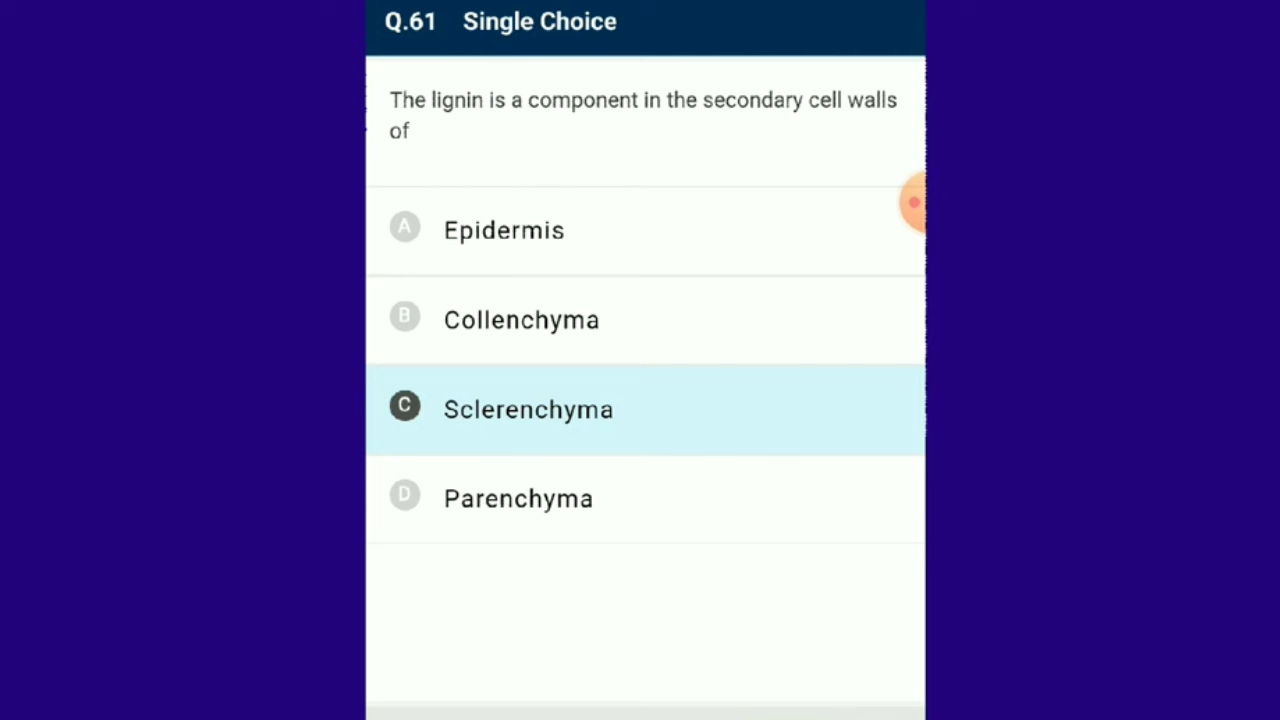 Q.61 Single Choice
The lignin is a component in the secondary cell walls
of
A Epidermis
B Collenchyma
C Sclerenchyma
D Parenchyma